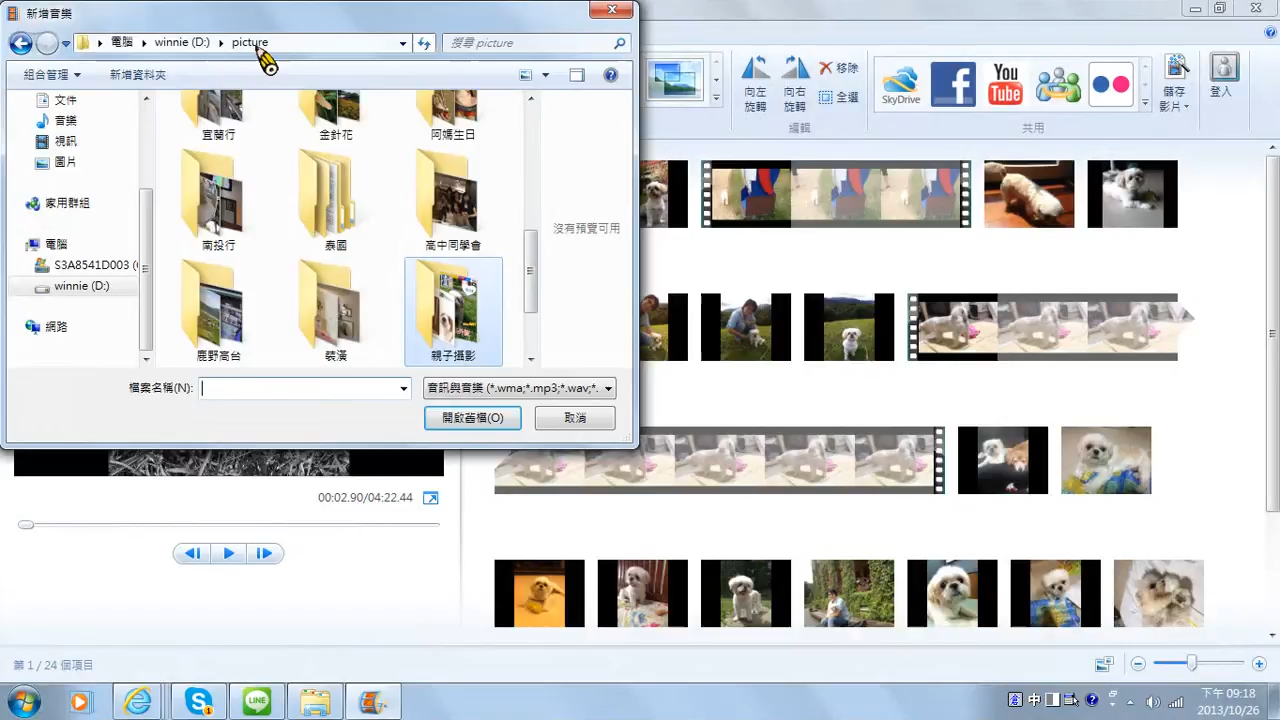 新增音樂
電腦 winnie (D:) picture
搜尋 picture
組合管理 新增資料夾
文件
音樂
視訊
圖片
家用群組
電腦
S3A8541D003 (
winnie (D:)
網路
宜蘭行 金針花 阿媽生日
南投行 泰國 高中同學會
鹿野高台 裝潢 親子攝影
沒有預覽可用
檔案名稱(N):
音訊與音樂 (*.wma;*.mp3;*.wav;*.
開啟舊檔(O) 取消
向左旋轉
向右旋轉
移除
全選
編輯
SkyDrive
You
Tube
共用
儲存
影片
登入
00:02.90/04:22.44
第 1 / 24 個項目
中
下午 09:18
2013/10/26